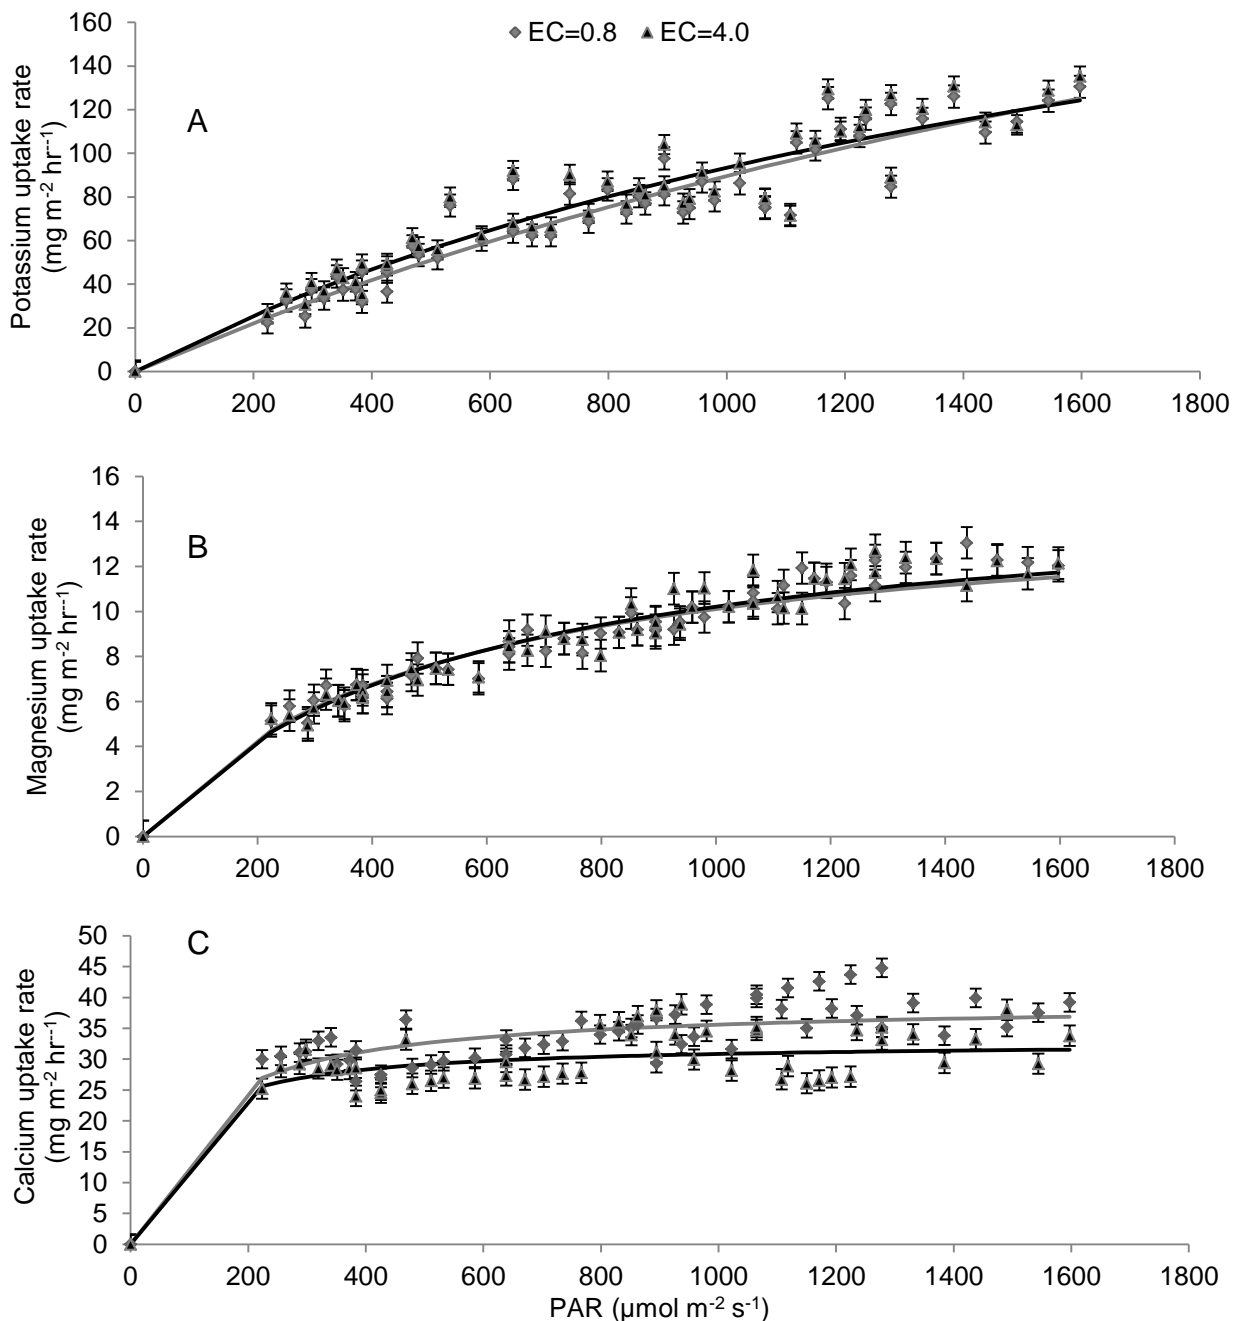 EC=0.8 EC=4.0
A
Potassium uptake rate
(mg m-2 hr--1)
160
140
120
100
80
60
40
20
0
0 200 400 600 800 1000 1200 1400 1600 1800
B
Magnesium uptake rate
(mg m-2 hr--1)
16
14
12
10
8
6
4
2
0
0 200 400 600 800 1000 1200 1400 1600 1800
C
Calcium uptake rate
(mg m-2 hr--1)
50
45
40
35
30
25
20
15
10
5
0
0 200 400 600 800 1000 1200 1400 1600 1800
PAR (μmol m-2 s-1)